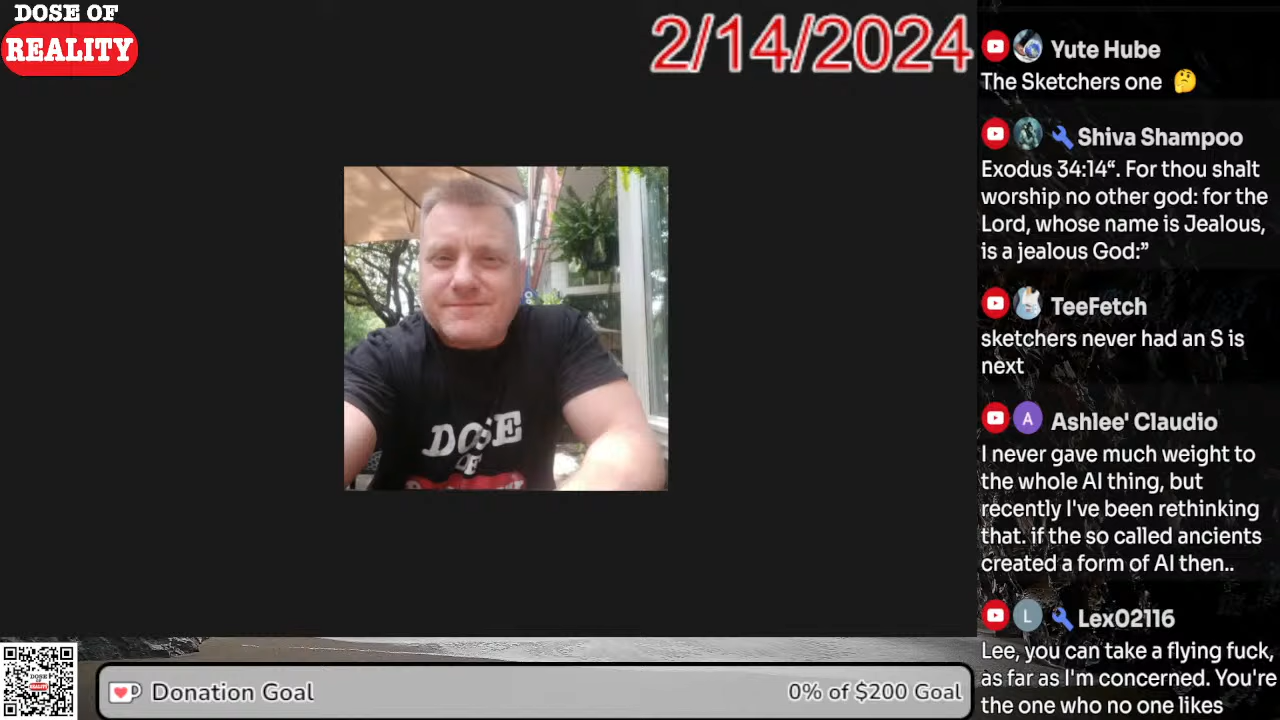 DOSE OF
REALITY
2/14/2024
DOSE
OF
Donation Goal
0% of $200 Goal
Yute Hube
The Sketchers one 🤔
Shiva Shampoo
Exodus 34:14“. For thou shalt
worship no other god: for the
Lord, whose name is Jealous,
is a jealous God:”
TeeFetch
sketchers never had an S is
next
A
Ashlee' Claudio
I never gave much weight to
the whole AI thing, but
recently I've been rethinking
that. if the so called ancients
created a form of AI then..
L
Lex02116
Lee, you can take a flying fuck,
as far as I'm concerned. You're
the one who no one likes